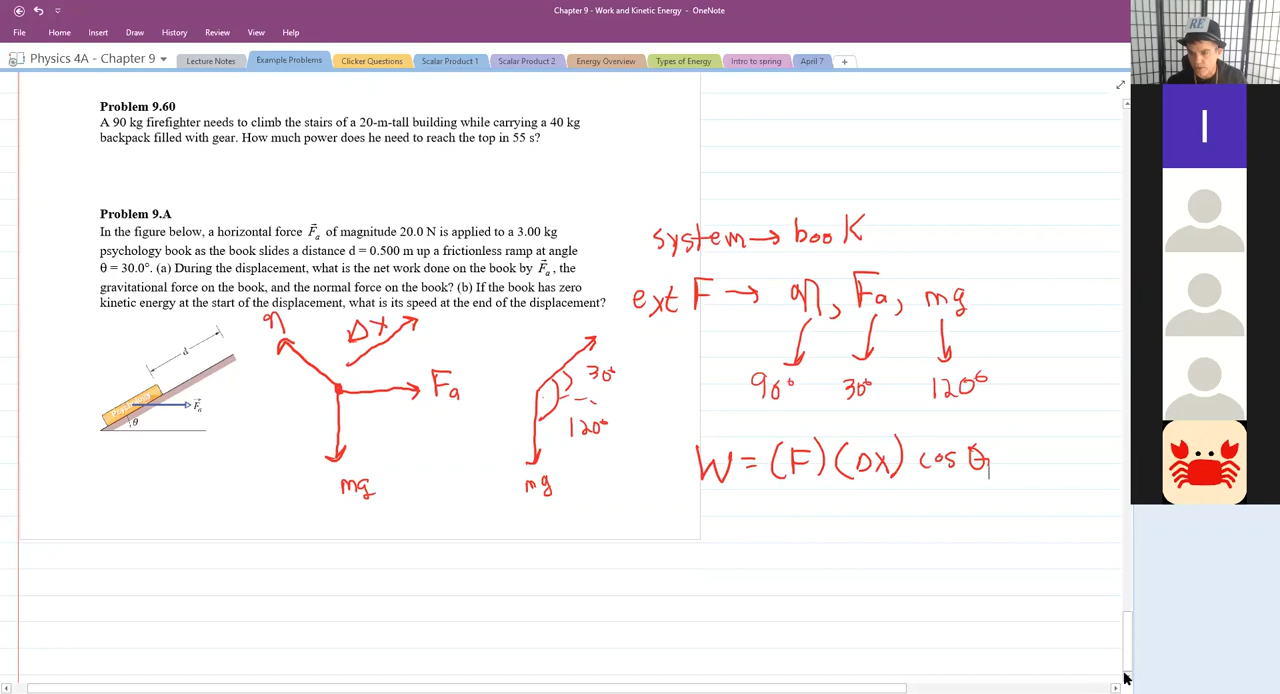 Chapter 9 - Work and Kinetic Energy - OneNote
File Home Insert Draw History Review View Help
Physics 4A - Chapter 9 Lecture Notes Example Problems Clicker Questions Scalar Product 1 Scalar Product 2 Energy Overview Types of Energy Intro to spring April 7 +
RE
I
Problem 9.60
A 90 kg firefighter needs to climb the stairs of a 20-m-tall building while carrying a 40 kg
backpack filled with gear. How much power does he need to reach the top in 55 s?
Problem 9.A
In the figure below, a horizontal force F⃗a of magnitude 20.0 N is applied to a 3.00 kg
psychology book as the book slides a distance d = 0.500 m up a frictionless ramp at angle
θ = 30.0°. (a) During the displacement, what is the net work done on the book by F⃗a, the
gravitational force on the book, and the normal force on the book? (b) If the book has zero
kinetic energy at the start of the displacement, what is its speed at the end of the displacement?
d
F⃗a
θ
n
Δx
Fa
mg
30°
120°
mg
system → book
ext F → n, Fa, mg
90° 30° 120°
W = (F)(Δx) cos θ